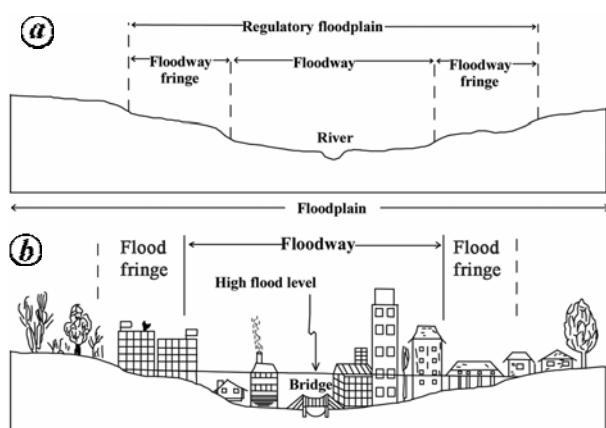 a
Regulatory floodplain
Floodway
fringe
Floodway
Floodway
fringe
River
Floodplain
b
Flood
fringe
Floodway
Flood
fringe
High flood level
Bridge